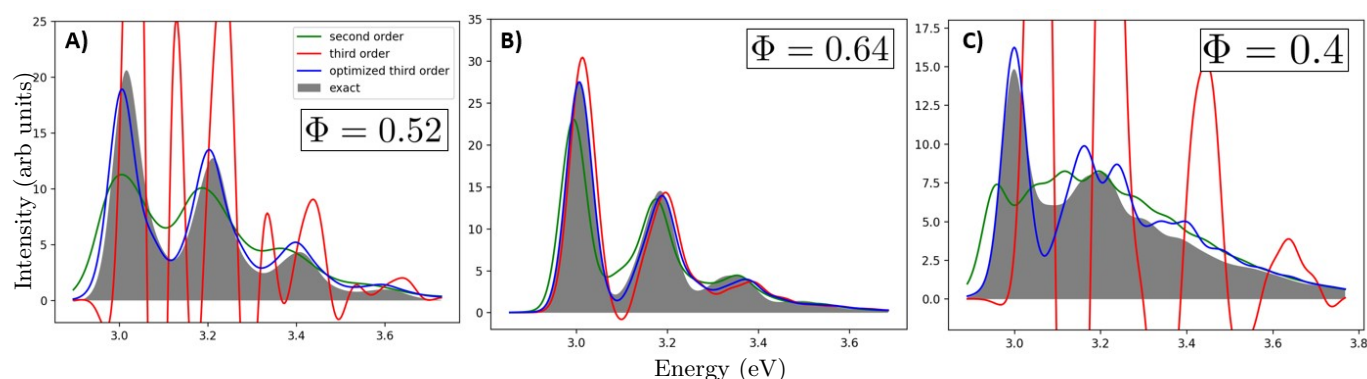 A)
second order
third order
optimized third order
exact
Φ = 0.52
25
20
15
10
5
0
3.0 3.2 3.4 3.6
Intensity (arb units)
B)
Φ = 0.64
35
30
25
20
15
10
5
0
3.0 3.2 3.4 3.6
Energy (eV)
C)
Φ = 0.4
17.5
15.0
12.5
10.0
7.5
5.0
2.5
0.0
3.0 3.2 3.4 3.6 3.8